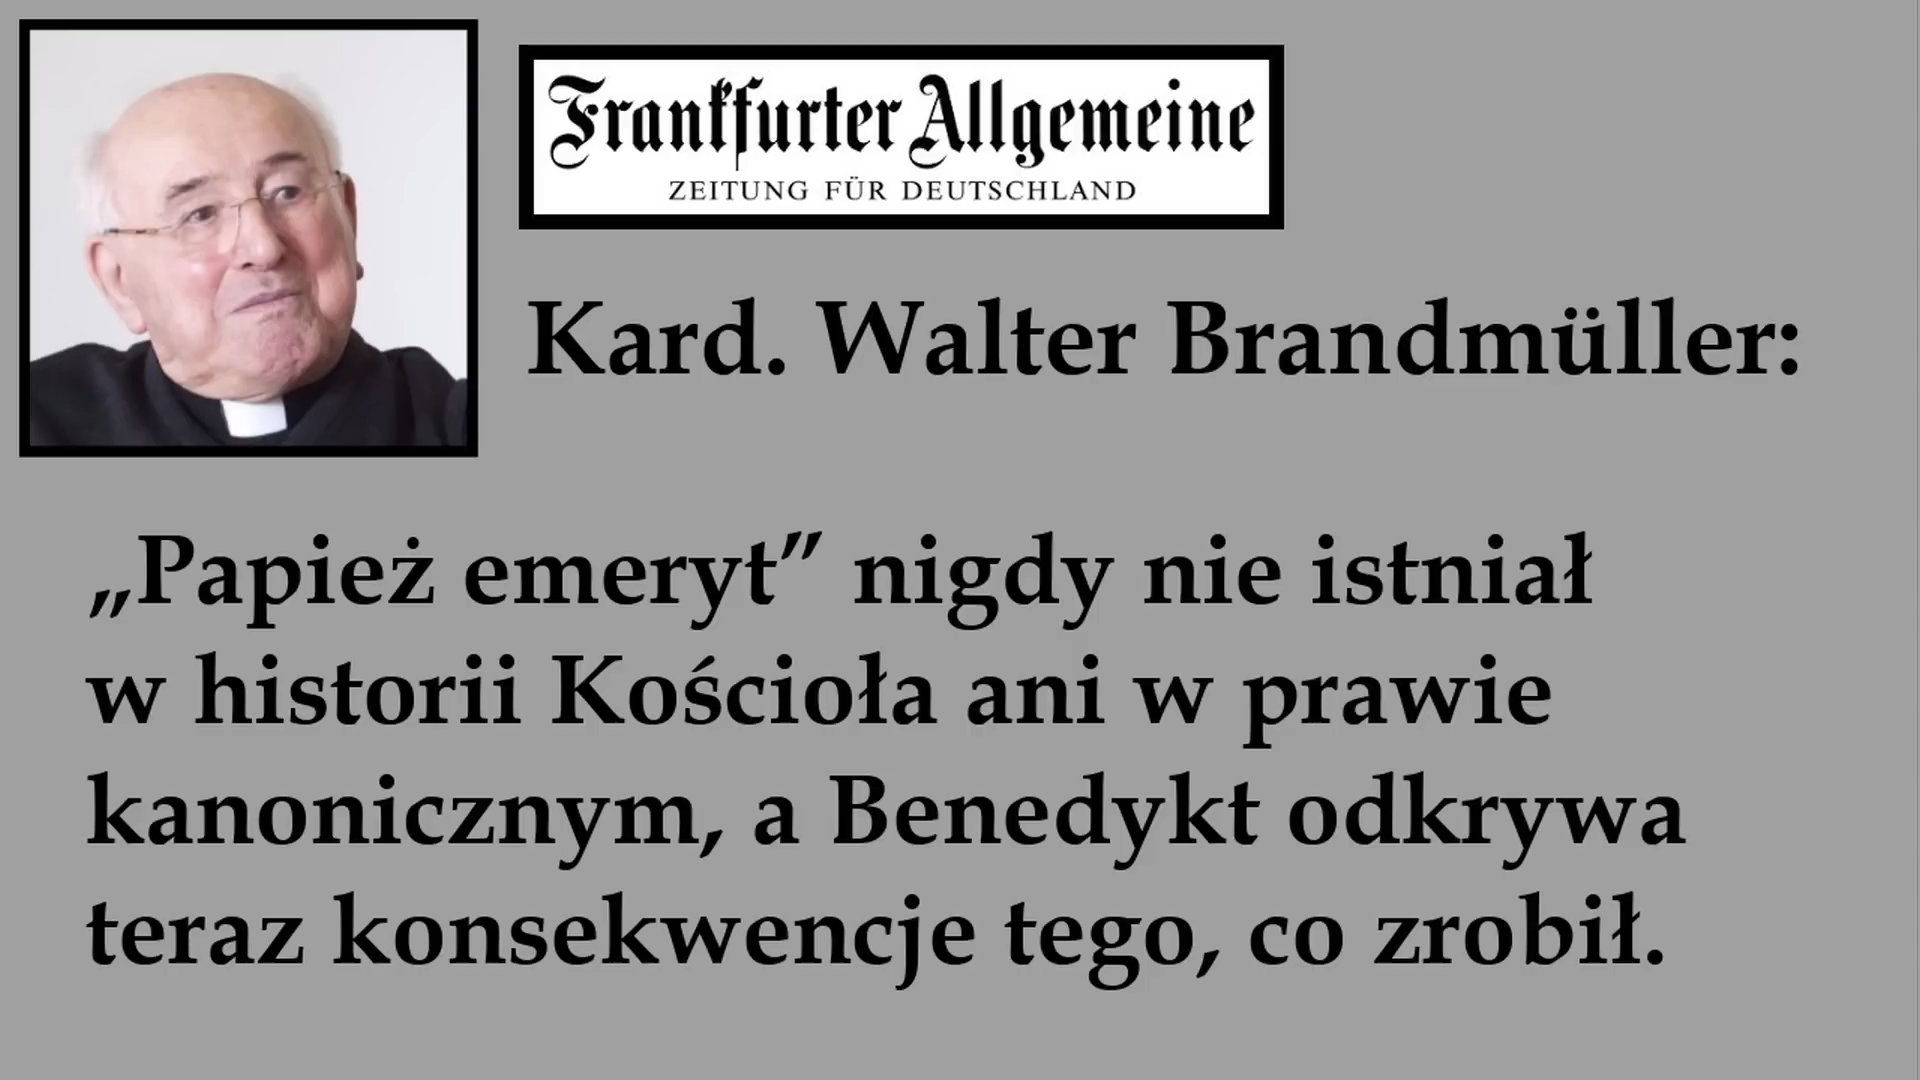 Frankfurter Allgemeine
ZEITUNG FÜR DEUTSCHLAND
Kard. Walter Brandmüller:
„Papież emeryt” nigdy nie istniał
w historii Kościoła ani w prawie
kanonicznym, a Benedykt odkrywa
teraz konsekwencje tego, co zrobił.